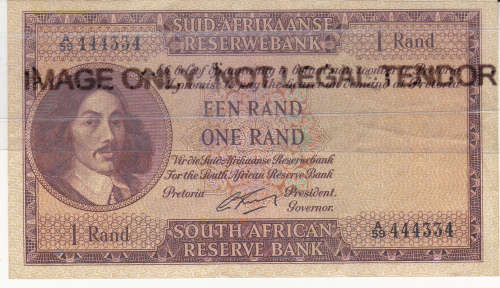 A/59 444334
SUID-AFRIKAANSE
RESERWEBANK
1 Rand
IMAGE ONLY, NOT LEGAL TENDOR
EEN RAND
ONE RAND
Vir die Suid-Afrikaanse Reserwebank
For the South African Reserve Bank
Pretoria
President.
Governor.
1 Rand
SOUTH AFRICAN
RESERVE BANK
A/59 444334